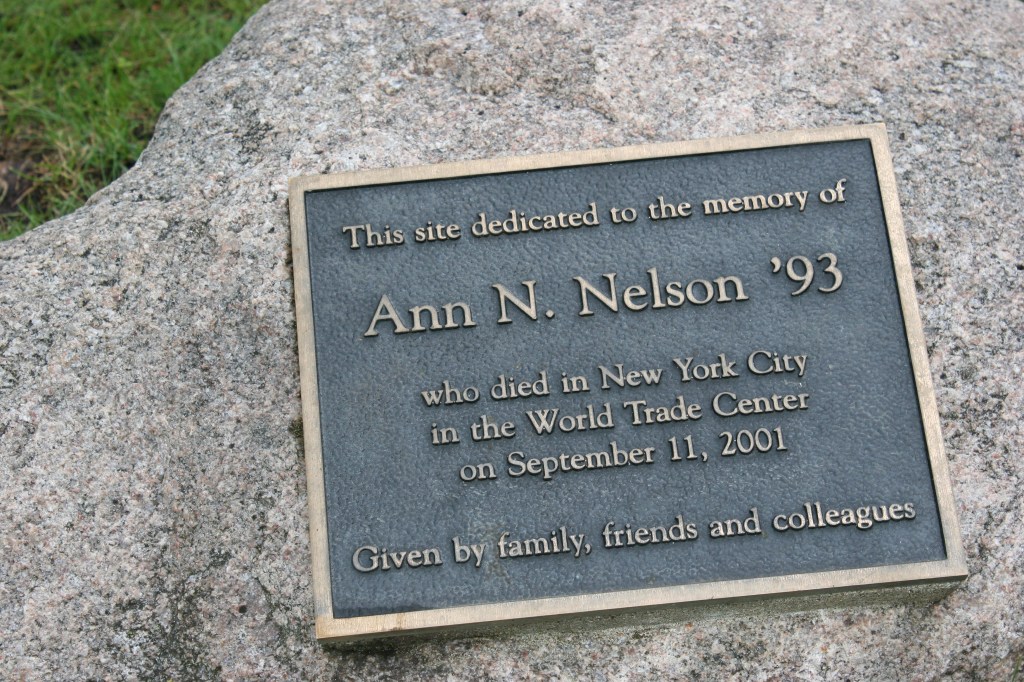 This site dedicated to the memory of
Ann N. Nelson ’93
who died in New York City
in the World Trade Center
on September 11, 2001
Given by family, friends and colleagues